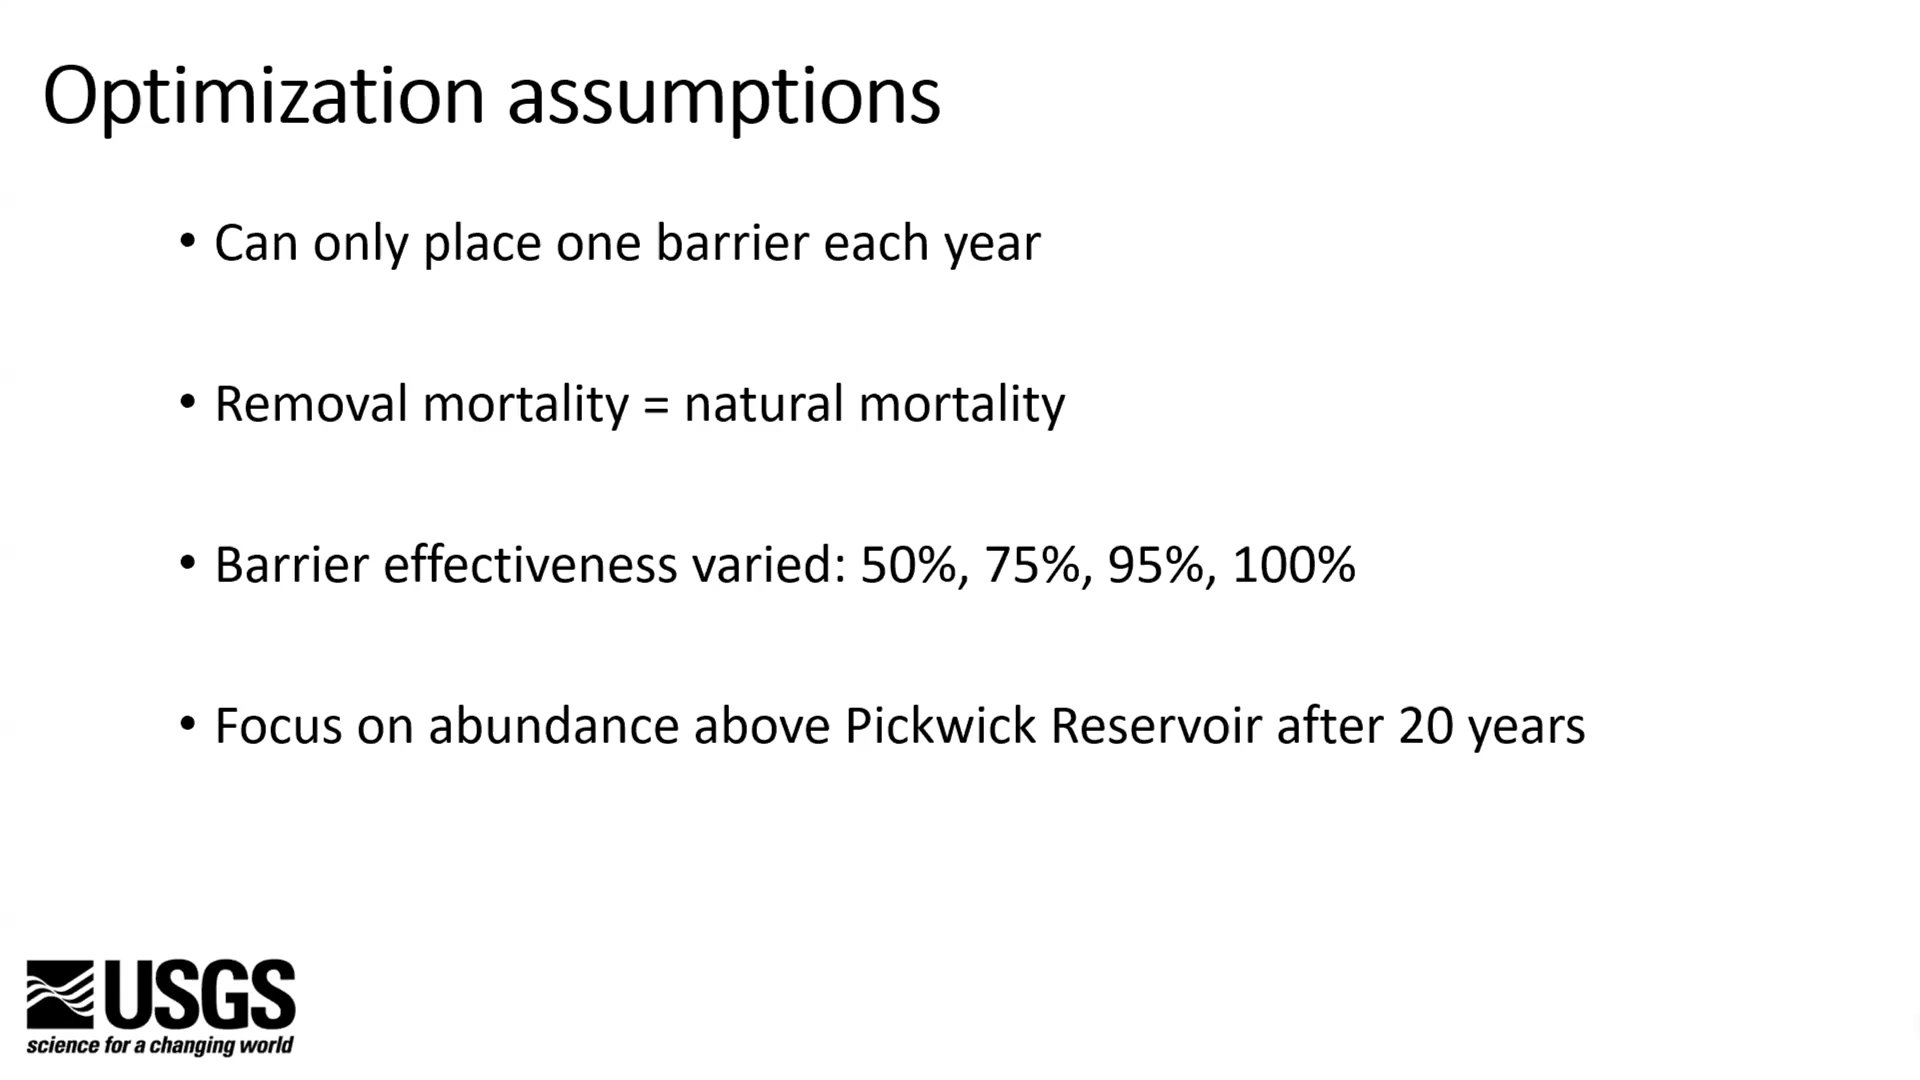 Optimization assumptions
• Can only place one barrier each year
• Removal mortality = natural mortality
• Barrier effectiveness varied: 50%, 75%, 95%, 100%
• Focus on abundance above Pickwick Reservoir after 20 years
USGS
science for a changing world